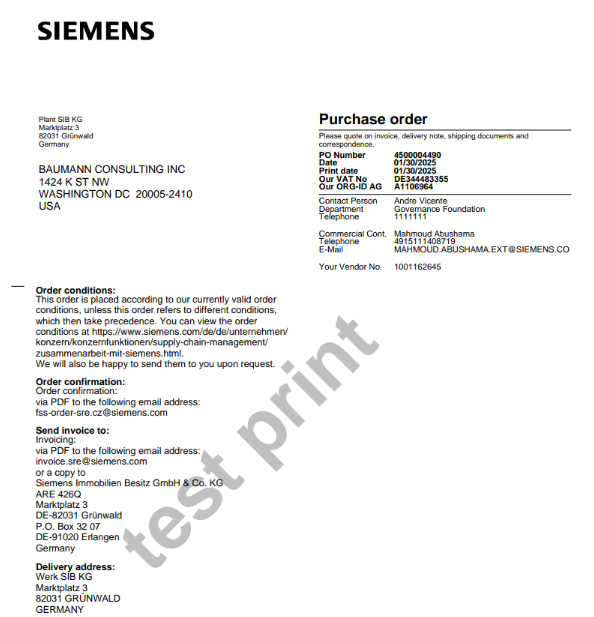 SIEMENS
Plant SIB KG
Marktplatz 3
82031 Grünwald
Germany
BAUMANN CONSULTING INC
1424 K ST NW
WASHINGTON DC 20005-2410
USA
Purchase order
Please quote on invoice, delivery note, shipping documents and
correspondence.
PO Number 4500004490
Date 01/30/2025
Print date 01/30/2025
Our VAT No DE344483355
Our ORG-ID AG A1106964
Contact Person Andre Vicente
Department Governance Foundation
Telephone 1111111
Commercial Cont. Mahmoud Abushama
Telephone 4915111408719
E-Mail MAHMOUD.ABUSHAMA.EXT@SIEMENS.CO
Your Vendor No. 1001162645
Order conditions:
This order is placed according to our currently valid order
conditions, unless this order refers to different conditions,
which then take precedence. You can view the order
conditions at https://www.siemens.com/de/de/unternehmen/
konzern/konzernfunktionen/supply-chain-management/
zusammenarbeit-mit-siemens.html.
We will also be happy to send them to you upon request.
Order confirmation:
Order confirmation:
via PDF to the following email address:
fss-order-sre.cz@siemens.com
Send invoice to:
Invoicing:
via PDF to the following email address:
invoice.sre@siemens.com
or a copy to
Siemens Immobilien Besitz GmbH & Co. KG
ARE 426Q
Marktplatz 3
DE-82031 Grünwald
P.O. Box 32 07
DE-91020 Erlangen
Germany
Delivery address:
Werk SIB KG
Marktplatz 3
82031 GRÜNWALD
GERMANY
test print